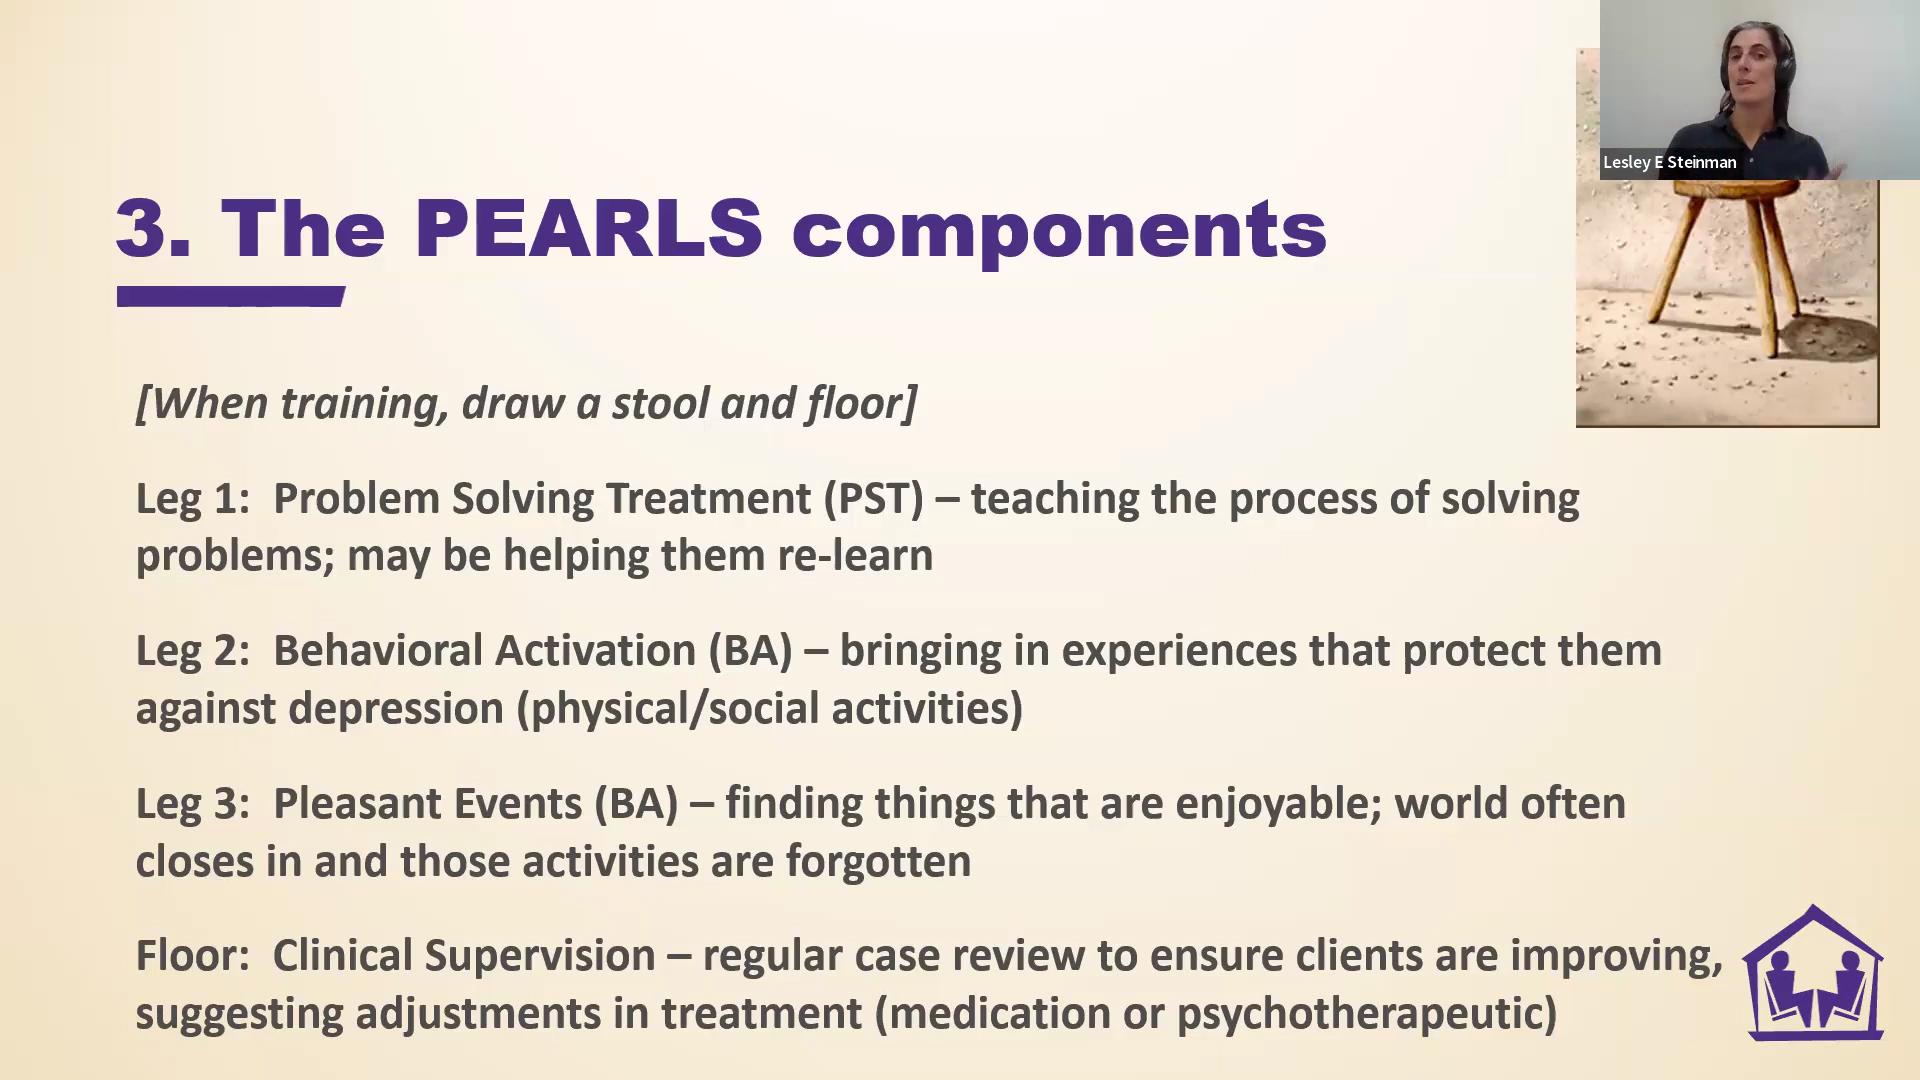 Lesley E Steinman
3. The PEARLS components
[When training, draw a stool and floor]
Leg 1:  Problem Solving Treatment (PST) – teaching the process of solving
problems; may be helping them re-learn
Leg 2:  Behavioral Activation (BA) – bringing in experiences that protect them
against depression (physical/social activities)
Leg 3:  Pleasant Events (BA) – finding things that are enjoyable; world often
closes in and those activities are forgotten
Floor:  Clinical Supervision – regular case review to ensure clients are improving,
suggesting adjustments in treatment (medication or psychotherapeutic)